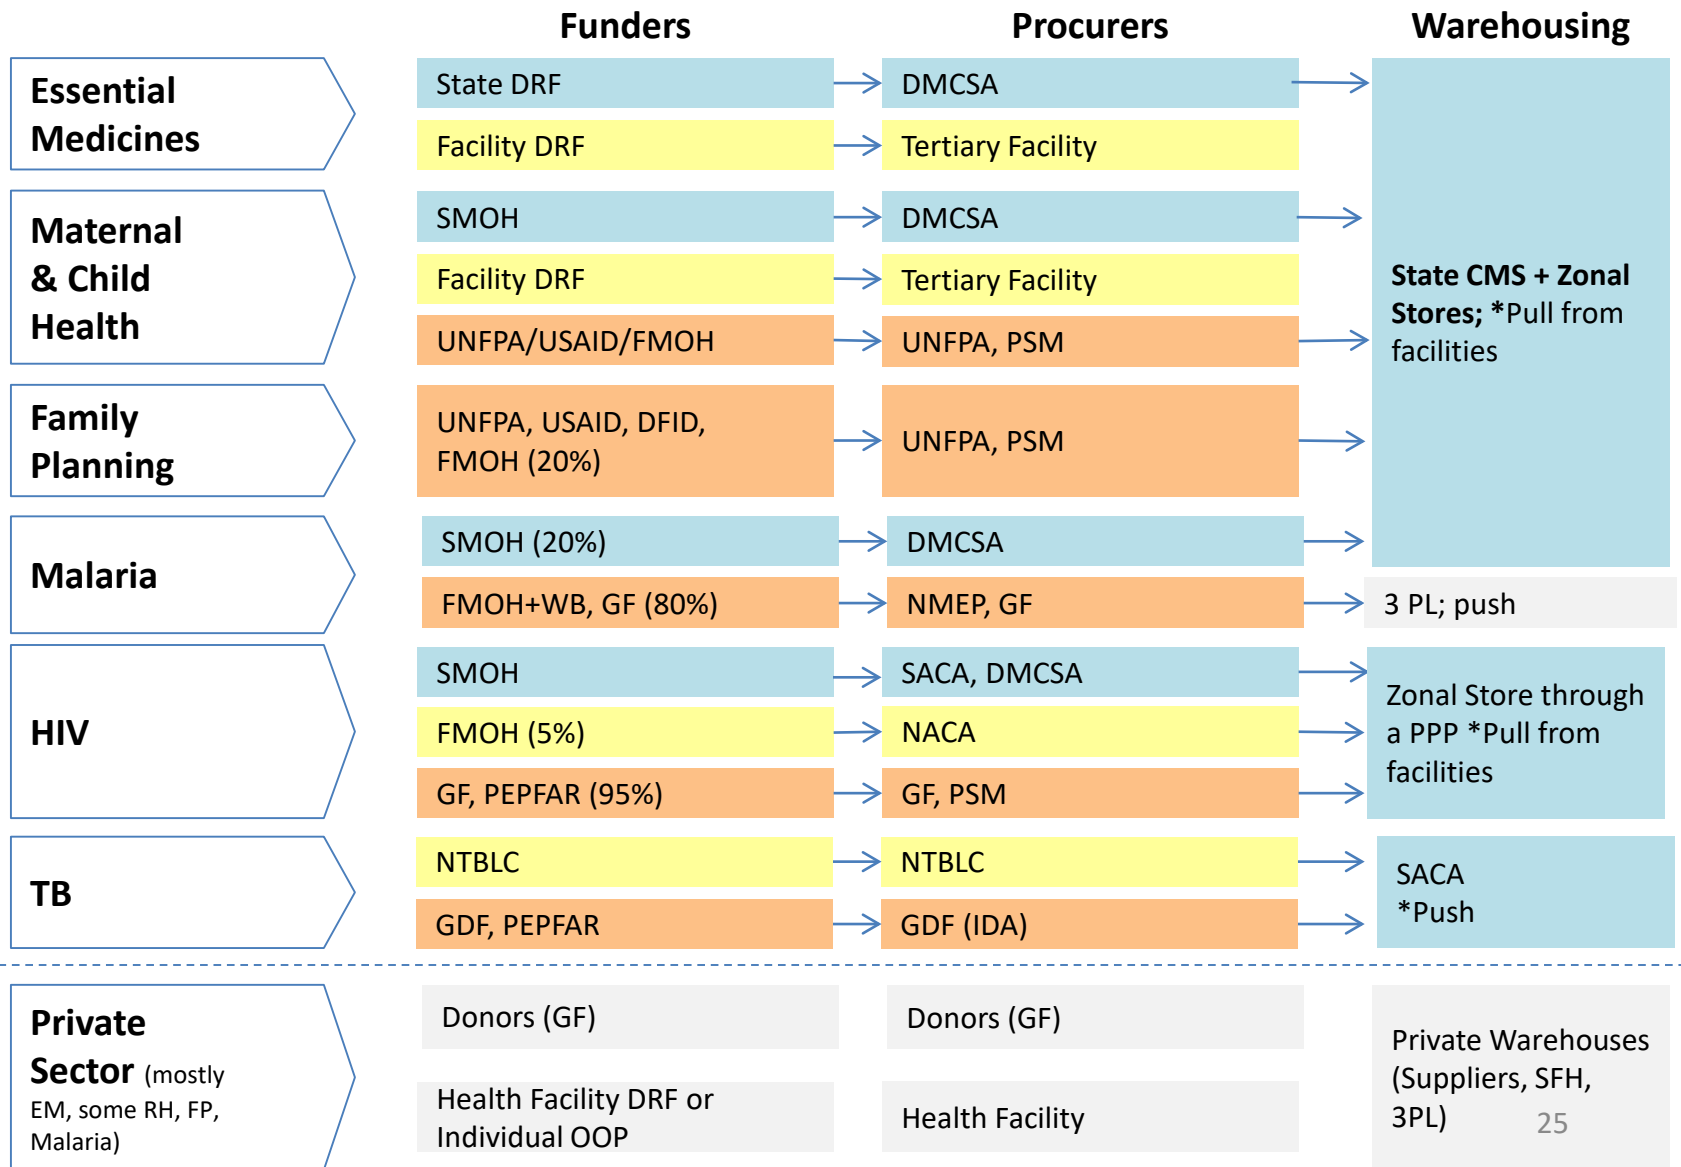 Funders
Procurers
Warehousing
Essential
Medicines
State DRF
DMCSA
Facility DRF
Tertiary Facility
Maternal
& Child
Health
SMOH
DMCSA
Facility DRF
Tertiary Facility
UNFPA/USAID/FMOH
UNFPA, PSM
State CMS + Zonal
Stores; *Pull from
facilities
Family
Planning
UNFPA, USAID, DFID,
FMOH (20%)
UNFPA, PSM
Malaria
SMOH (20%)
DMCSA
FMOH+WB, GF (80%)
NMEP, GF
3 PL; push
HIV
SMOH
SACA, DMCSA
FMOH (5%)
NACA
GF, PEPFAR (95%)
GF, PSM
Zonal Store through
a PPP *Pull from
facilities
TB
NTBLC
NTBLC
GDF, PEPFAR
GDF (IDA)
SACA
*Push
Private
Sector (mostly
EM, some RH, FP,
Malaria)
Donors (GF)
Donors (GF)
Health Facility DRF or
Individual OOP
Health Facility
Private Warehouses
(Suppliers, SFH,
3PL)
25